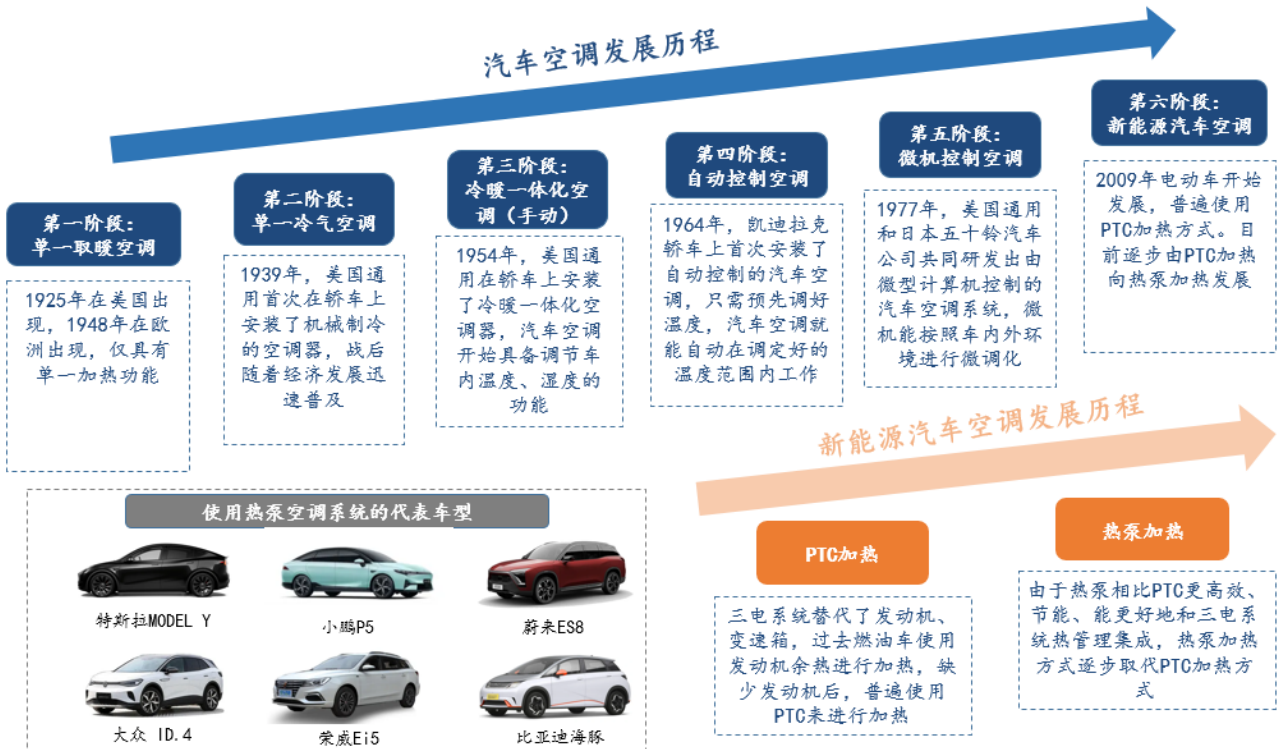 汽车空调发展历程
第一阶段：
单一取暖空调
1925年在美国出
现，1948年在欧
洲出现，仅具有
单一加热功能
第二阶段：
单一冷气空调
1939年，美国通
用首次在轿车上
安装了机械制冷
的空调器，战后
随着经济发展迅
速普及
第三阶段：
冷暖一体化空
调（手动）
1954年，美国通用
在轿车上安装
了冷暖一体化空
调器，汽车空调
开始具备调节车
内温度、湿度的
功能
第四阶段：
自动控制空调
1964年，凯迪拉克
轿车上首次安装了
自动控制的汽车空
调，只需预先调好
温度，汽车空调就
能自动在调定好的
温度范围内工作
第五阶段：
微机控制空调
1977年，美国通用
和日本五十铃汽车
公司共同研发出由
微型计算机控制的
汽车空调系统，微
机能按照车内外环
境进行微调化
第六阶段：
新能源汽车空调
2009年电动车开始
发展，普遍使用
PTC加热方式。目
前逐步由PTC加热
向热泵加热发展
使用热泵空调系统的代表车型
特斯拉MODEL Y
小鹏P5
蔚来ES8
大众 ID.4
荣威Ei5
比亚迪海豚
新能源汽车空调发展历程
PTC加热
三电系统替代了发动机、
变速箱，过去燃油车使用
发动机余热进行加热，缺
少发动机后，普遍使用
PTC来进行加热
热泵加热
由于热泵相比PTC更高效、
节能、能更好地和三电系
统热管理集成，热泵加热
方式逐步取代PTC加热方
式